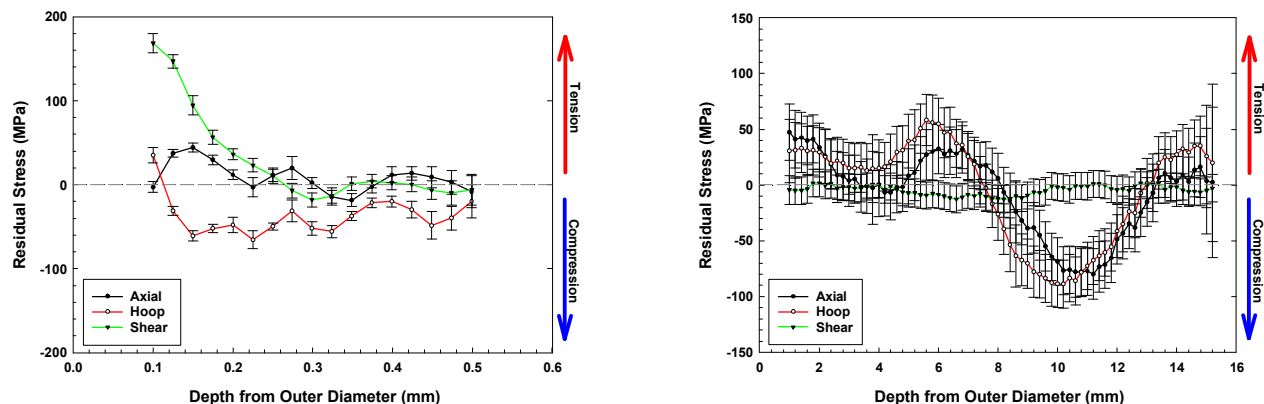 200
100
0
-100
-200
Residual Stress (MPa)
0.0 0.1 0.2 0.3 0.4 0.5 0.6
Depth from Outer Diameter (mm)
Axial
Hoop
Shear
Tension
Compression
150
100
50
0
-50
-100
-150
Residual Stress (MPa)
0 2 4 6 8 10 12 14 16
Depth from Outer Diameter (mm)
Axial
Hoop
Shear
Tension
Compression